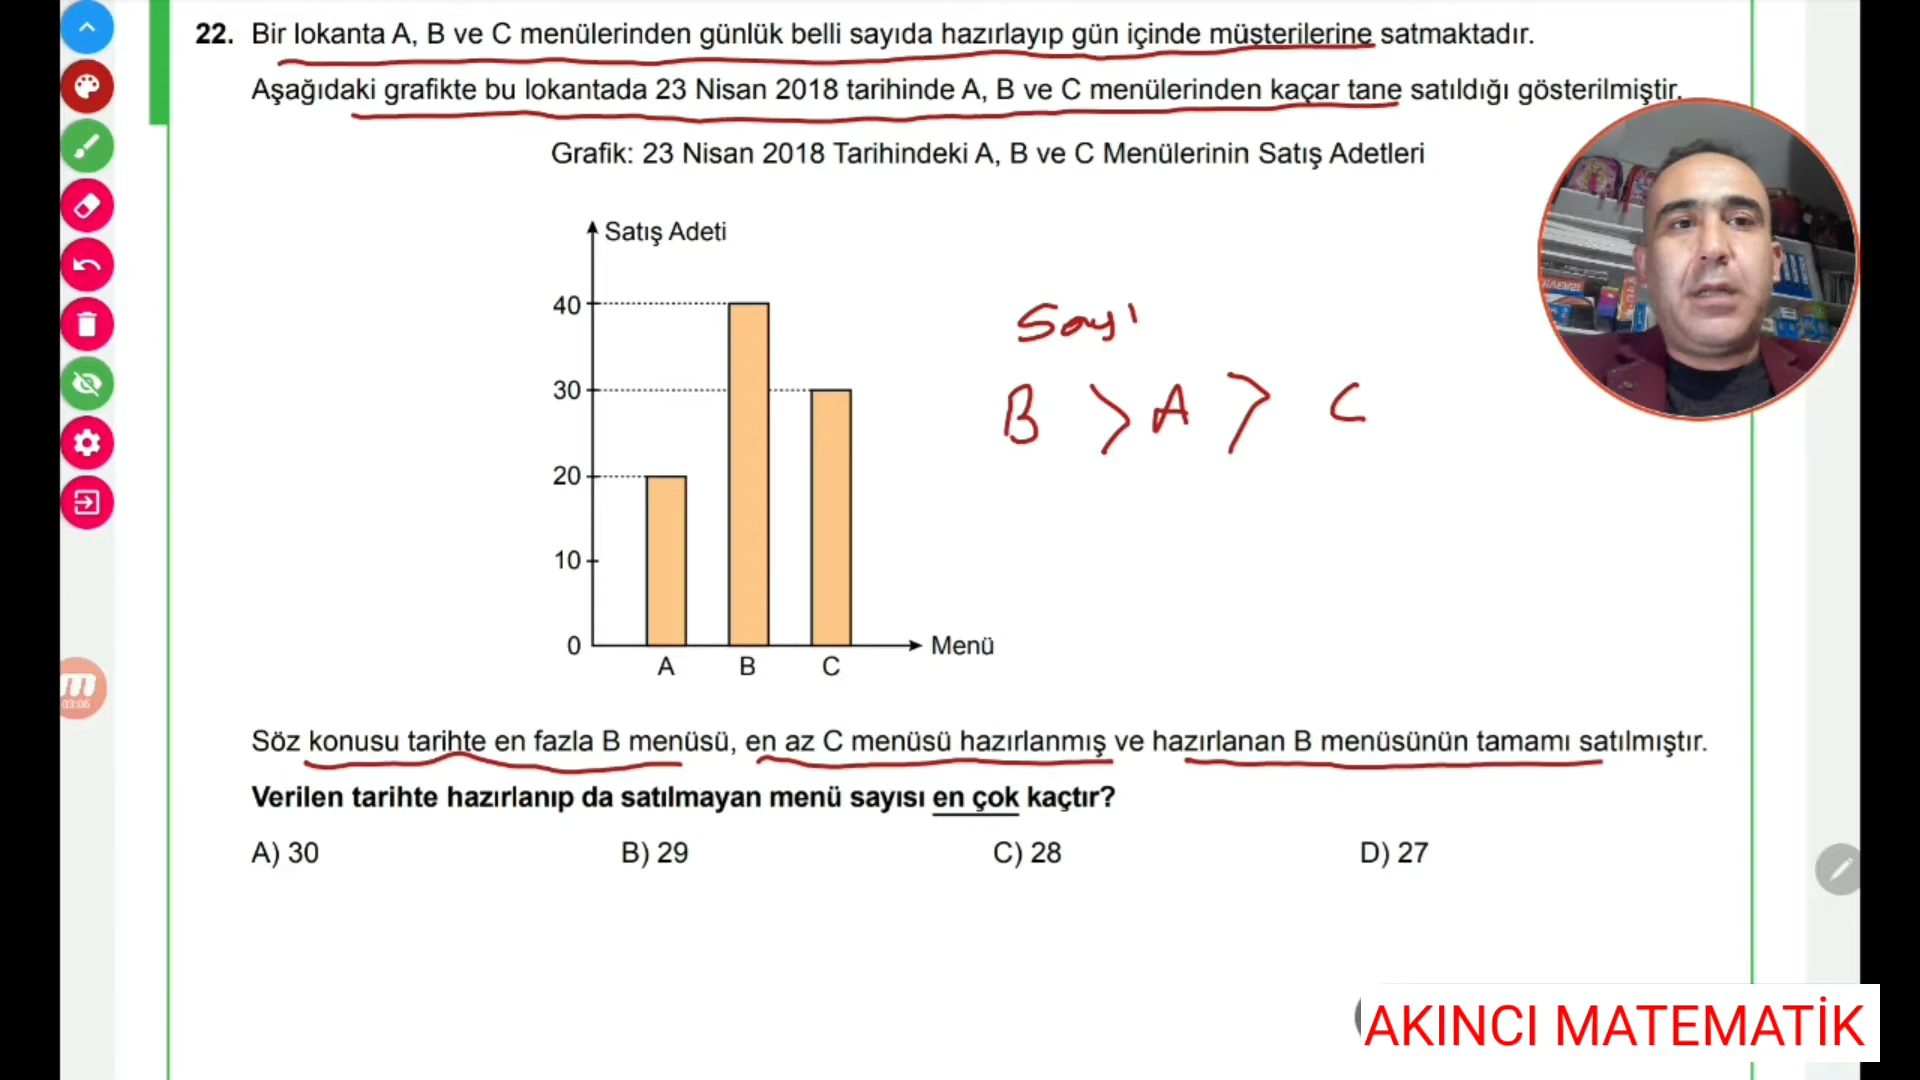 22. Bir lokanta A, B ve C menülerinden günlük belli sayıda hazırlayıp gün içinde müşterilerine satmaktadır.
Aşağıdaki grafikte bu lokantada 23 Nisan 2018 tarihinde A, B ve C menülerinden kaçar tane satıldığı gösterilmiştir.
Grafik: 23 Nisan 2018 Tarihindeki A, B ve C Menülerinin Satış Adetleri
Satış Adeti
40
30
20
10
0
A B C
Menü
Sayı
B > A > C
Söz konusu tarihte en fazla B menüsü, en az C menüsü hazırlanmış ve hazırlanan B menüsünün tamamı satılmıştır.
Verilen tarihte hazırlanıp da satılmayan menü sayısı en çok kaçtır?
A) 30 B) 29 C) 28 D) 27
03:06
AKINCI MATEMATİK